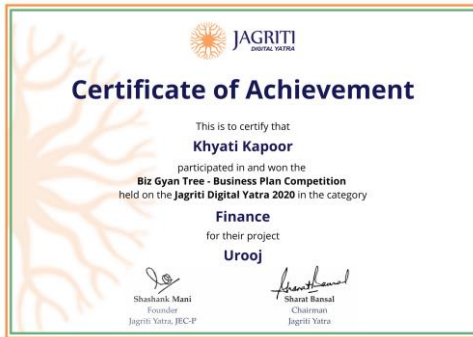 JAGRITI
DIGITAL YATRA
Certificate of Achievement
This is to certify that
Khyati Kapoor
participated in and won the
Biz Gyan Tree - Business Plan Competition
held on the Jagriti Digital Yatra 2020 in the category
Finance
for their project
Urooj
Shashank Mani
Founder
Jagriti Yatra, JEC-P
Sharat Bansal
Chairman
Jagriti Yatra